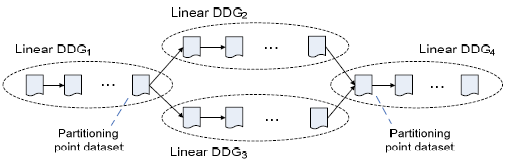 Linear DDG2
Linear DDG1
Linear DDG4
...
...
...
...
Partitioning
point dataset
Partitioning
point dataset
Linear DDG3